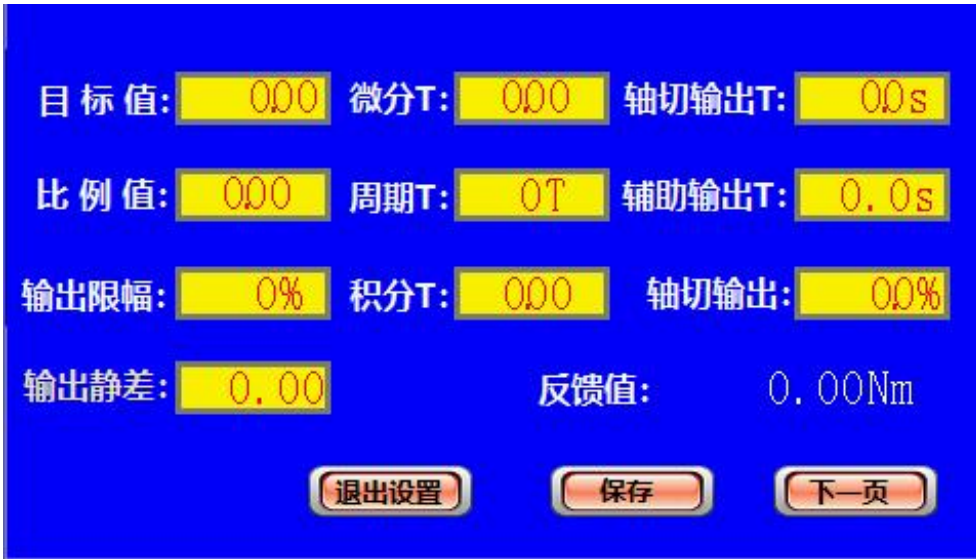 目 标 值: 0.00 微分T: 0.00 轴切输出T: 0.0s
比 例 值: 0.00 周期T: 0T 辅助输出T: 0.0s
输出限幅: 0% 积分T: 0.00 轴切输出: 0.0%
输出静差: 0.00 反馈值: 0.00Nm
退出设置 保存 下一页